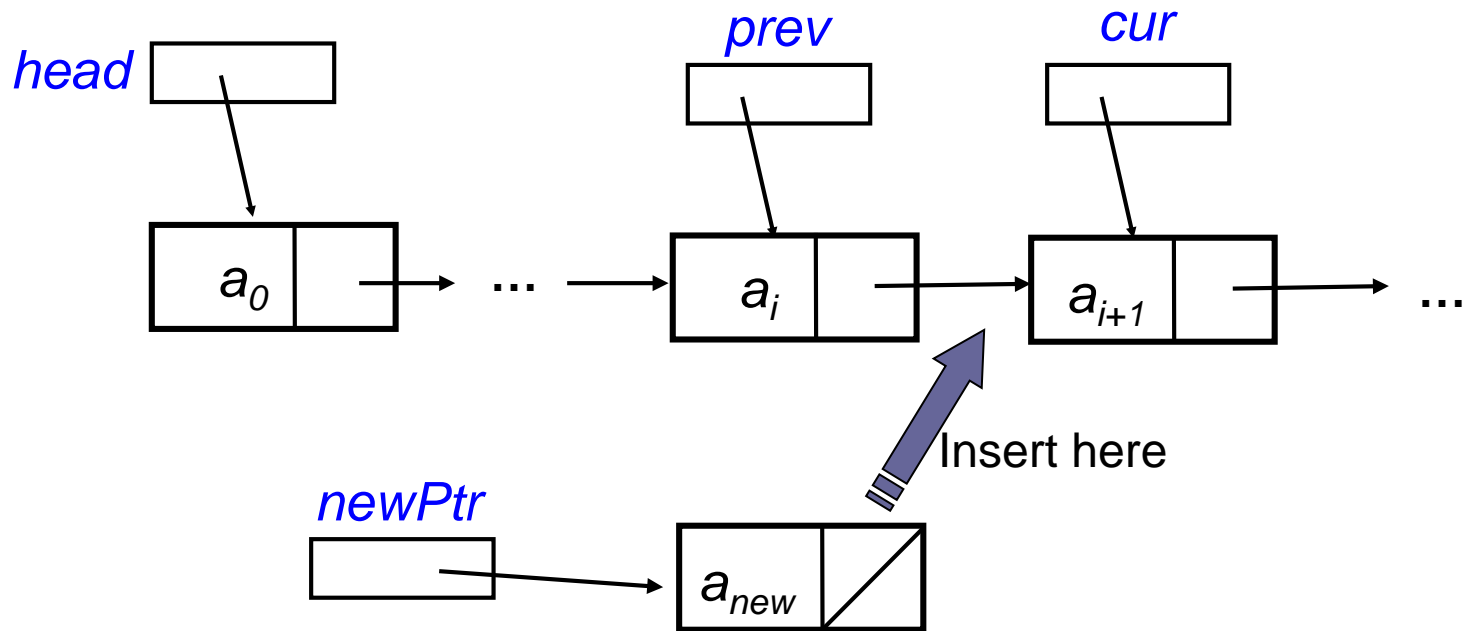 head
prev
cur
a0 ... ai ai+1 ...
Insert here
newPtr
anew